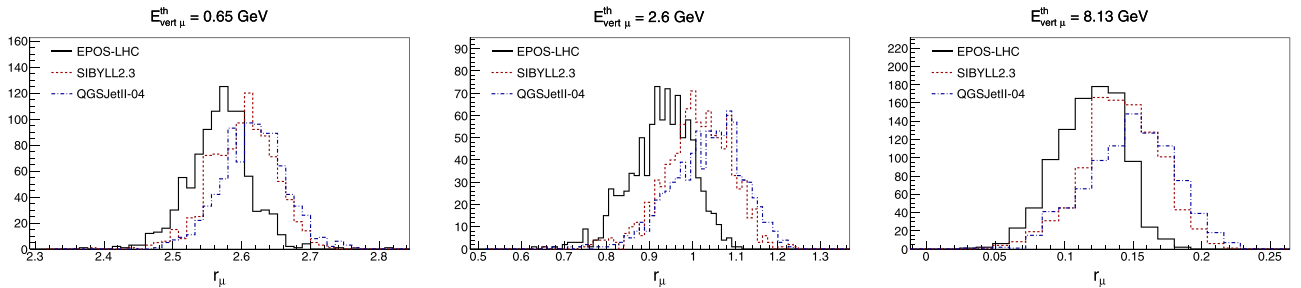 E^th_vert μ = 0.65 GeV
EPOS-LHC
SIBYLL2.3
QGSJetII-04
160
140
120
100
80
60
40
20
0
2.3 2.4 2.5 2.6 2.7 2.8
r_μ
E^th_vert μ = 2.6 GeV
EPOS-LHC
SIBYLL2.3
QGSJetII-04
90
80
70
60
50
40
30
20
10
0
0.5 0.6 0.7 0.8 0.9 1 1.1 1.2 1.3
r_μ
E^th_vert μ = 8.13 GeV
EPOS-LHC
SIBYLL2.3
QGSJetII-04
220
200
180
160
140
120
100
80
60
40
20
0
0 0.05 0.1 0.15 0.2 0.25
r_μ